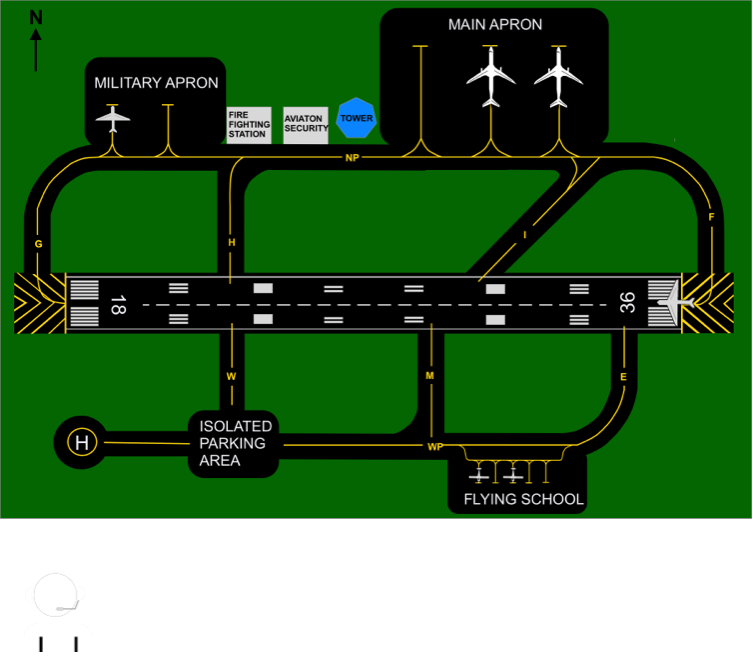 N
MAIN APRON
MILITARY APRON
FIRE
FIGHTING
STATION
AVIATON
SECURITY
TOWER
NP
G
H
I
F
18
36
W
M
E
ISOLATED
PARKING
AREA
H
WP
FLYING SCHOOL